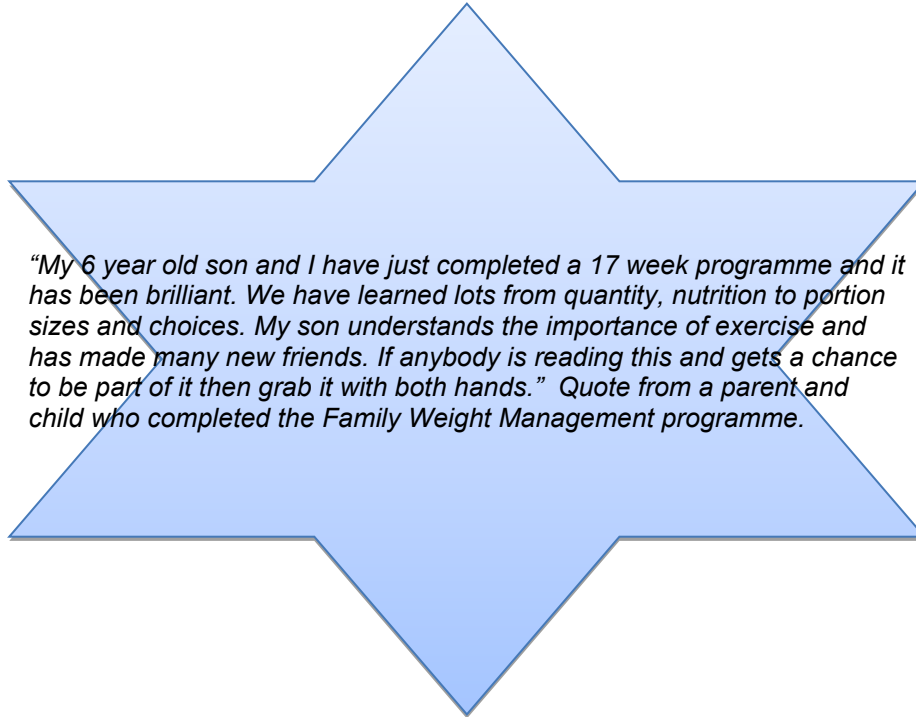 “My 6 year old son and I have just completed a 17 week programme and it
has been brilliant. We have learned lots from quantity, nutrition to portion
sizes and choices. My son understands the importance of exercise and
has made many new friends. If anybody is reading this and gets a chance
to be part of it then grab it with both hands.”  Quote from a parent and
child who completed the Family Weight Management programme.